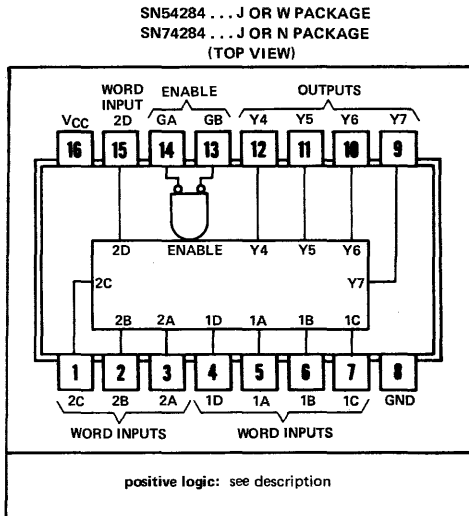 SN54284 . . . J OR W PACKAGE
SN74284 . . . J OR N PACKAGE
(TOP VIEW)
WORD INPUT ENABLE OUTPUTS
VCC 2D GA GB Y4 Y5 Y6 Y7
16 15 14 13 12 11 10 9
2D ENABLE Y4 Y5 Y6
2C Y7
2B 2A 1D 1A 1B 1C
1 2 3 4 5 6 7 8
2C 2B 2A 1D 1A 1B 1C GND
WORD INPUTS WORD INPUTS
positive logic: see description